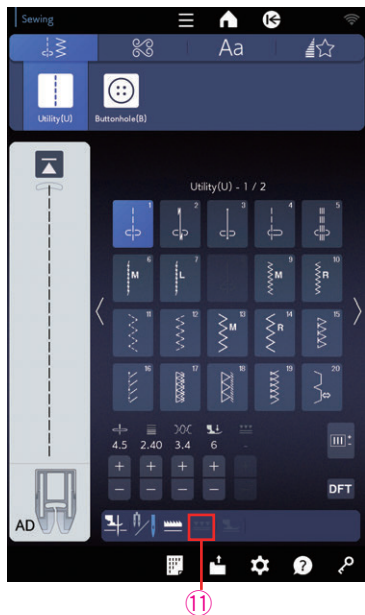 Sewing
Aa
Utility(U)
Buttonhole(B)
Utility(U) - 1 / 2
1 2 3 4 5
M 6 L 7 M 9 R 10
11 12 M 13 R 14 15
16 17 18 19 20
4.5 2.40 3.4 6 -
+ + + +
− − − −
DFT
AD
?
⑪